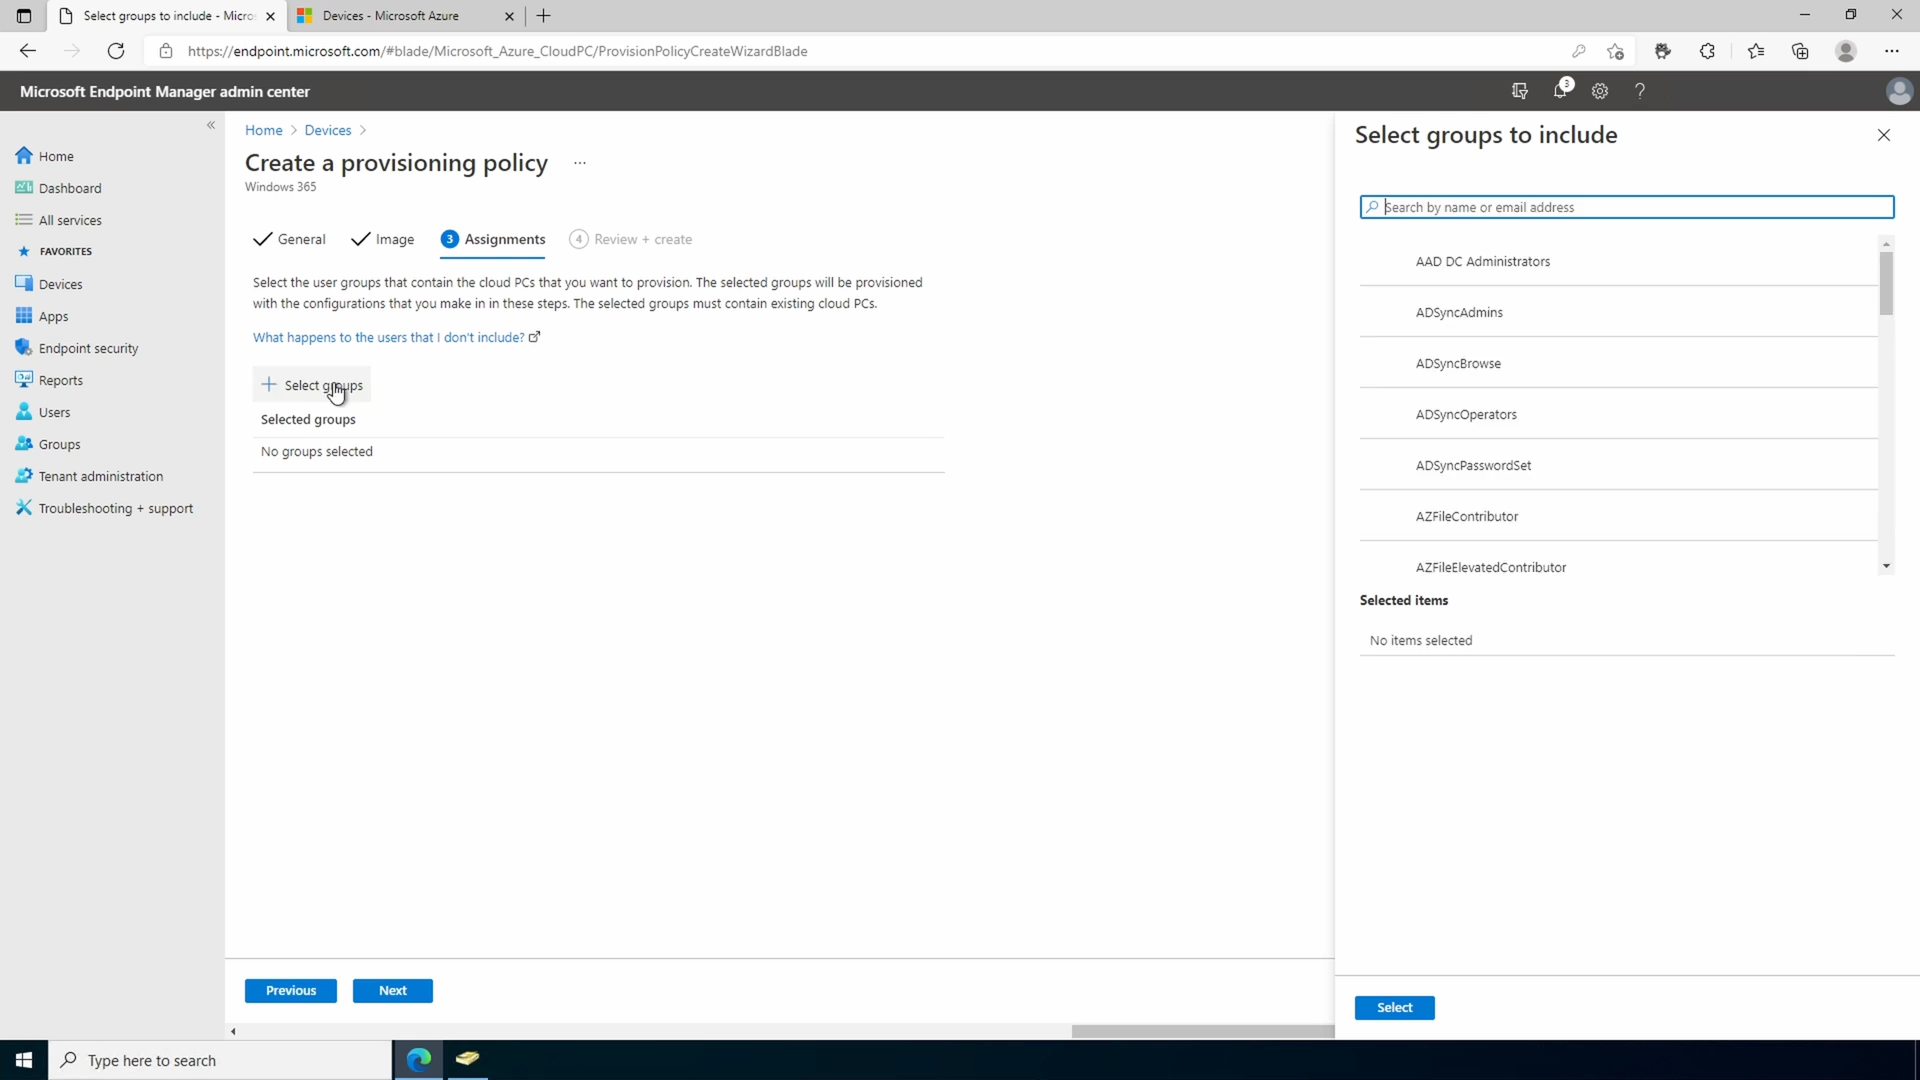 Select groups to include - Micros
Devices - Microsoft Azure
https://endpoint.microsoft.com/#blade/Microsoft_Azure_CloudPC/ProvisionPolicyCreateWizardBlade
Microsoft Endpoint Manager admin center
3
Home
Dashboard
All services
FAVORITES
Devices
Apps
Endpoint security
Reports
Users
Groups
Tenant administration
Troubleshooting + support
Home > Devices >
Create a provisioning policy ...
Windows 365
General
Image
3 Assignments
4 Review + create
Select the user groups that contain the cloud PCs that you want to provision. The selected groups will be provisioned
with the configurations that you make in in these steps. The selected groups must contain existing cloud PCs.
What happens to the users that I don't include?
+ Select groups
Selected groups
No groups selected
Previous
Next
Select groups to include
Search by name or email address
AAD DC Administrators
ADSyncAdmins
ADSyncBrowse
ADSyncOperators
ADSyncPasswordSet
AZFileContributor
AZFileElevatedContributor
Selected items
No items selected
Select
Type here to search